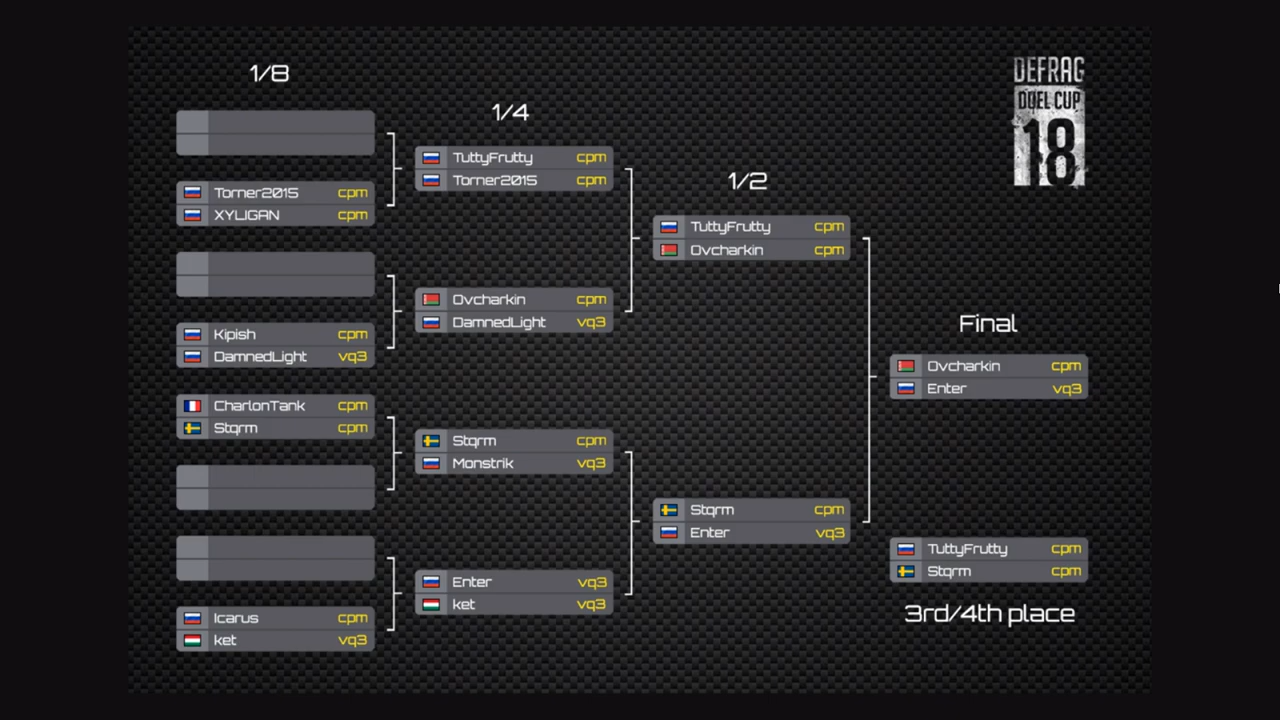 1/8
Torner2015 cpm
XYLIGAN cpm
Kipish cpm
DamnedLight vq3
CharlonTank cpm
Stqrm cpm
Icarus cpm
ket vq3
1/4
TuttyFrutty cpm
Torner2015 cpm
Ovcharkin cpm
DamnedLight vq3
Stqrm cpm
Monstrik vq3
Enter vq3
ket vq3
1/2
TuttyFrutty cpm
Ovcharkin cpm
Stqrm cpm
Enter vq3
DEFRAG
DUEL CUP
18
Final
Ovcharkin cpm
Enter vq3
TuttyFrutty cpm
Stqrm cpm
3rd/4th place